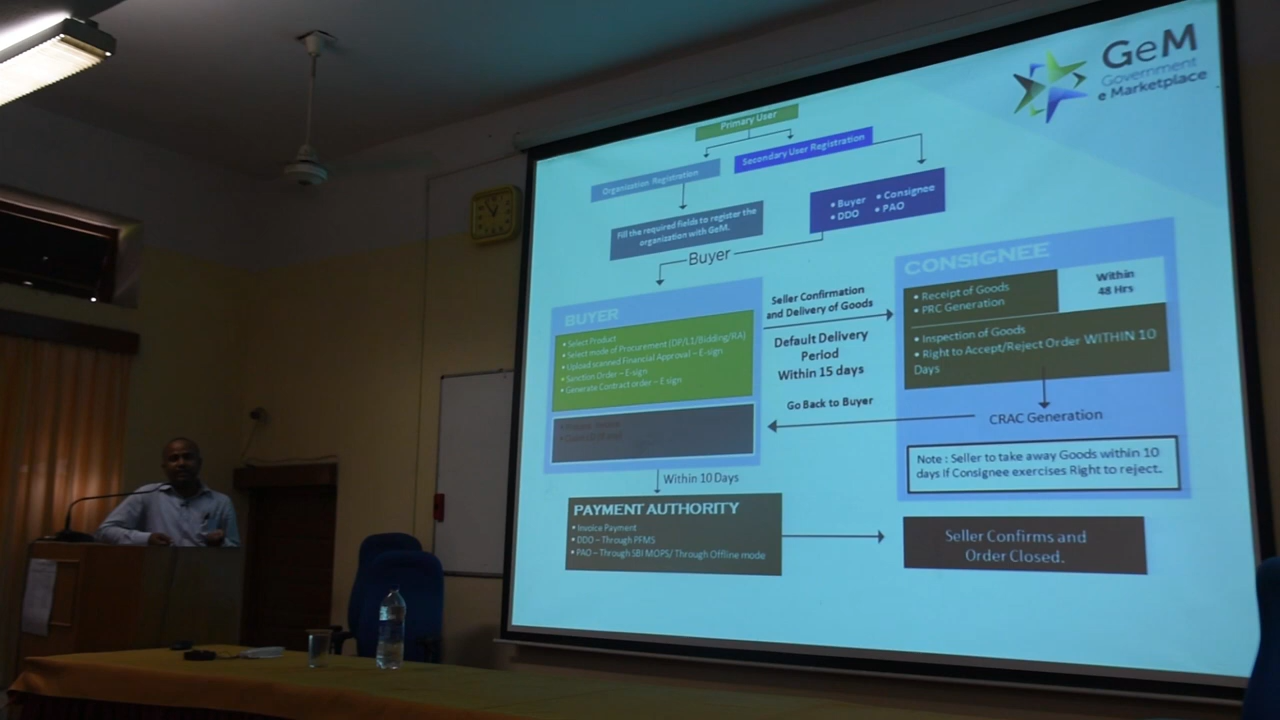 GeM
Government
e Marketplace
Primary User
Secondary User Registration
Organization Registration
• Buyer • Consignee
• DDO • PAO
Fill the required fields to register the
organization with GeM.
Buyer
BUYER
• Select Product
• Select mode of Procurement (DP/L1/Bidding/RA)
• Upload scanned Financial Approval – E-sign
• Sanction Order – E-sign
• Generate Contract order – E sign
Seller Confirmation
and Delivery of Goods
Default Delivery
Period
Within 15 days
Go Back to Buyer
CONSIGNEE
• Receipt of Goods
• PRC Generation
Within
48 Hrs
• Inspection of Goods
• Right to Accept/Reject Order WITHIN 10
Days
CRAC Generation
Note : Seller to take away Goods within 10
days If Consignee exercises Right to reject.
Within 10 Days
PAYMENT AUTHORITY
• Invoice Payment
• DDO – Through PFMS
• PAO – Through SBI MOPS/ Through Offline mode
Seller Confirms and
Order Closed.